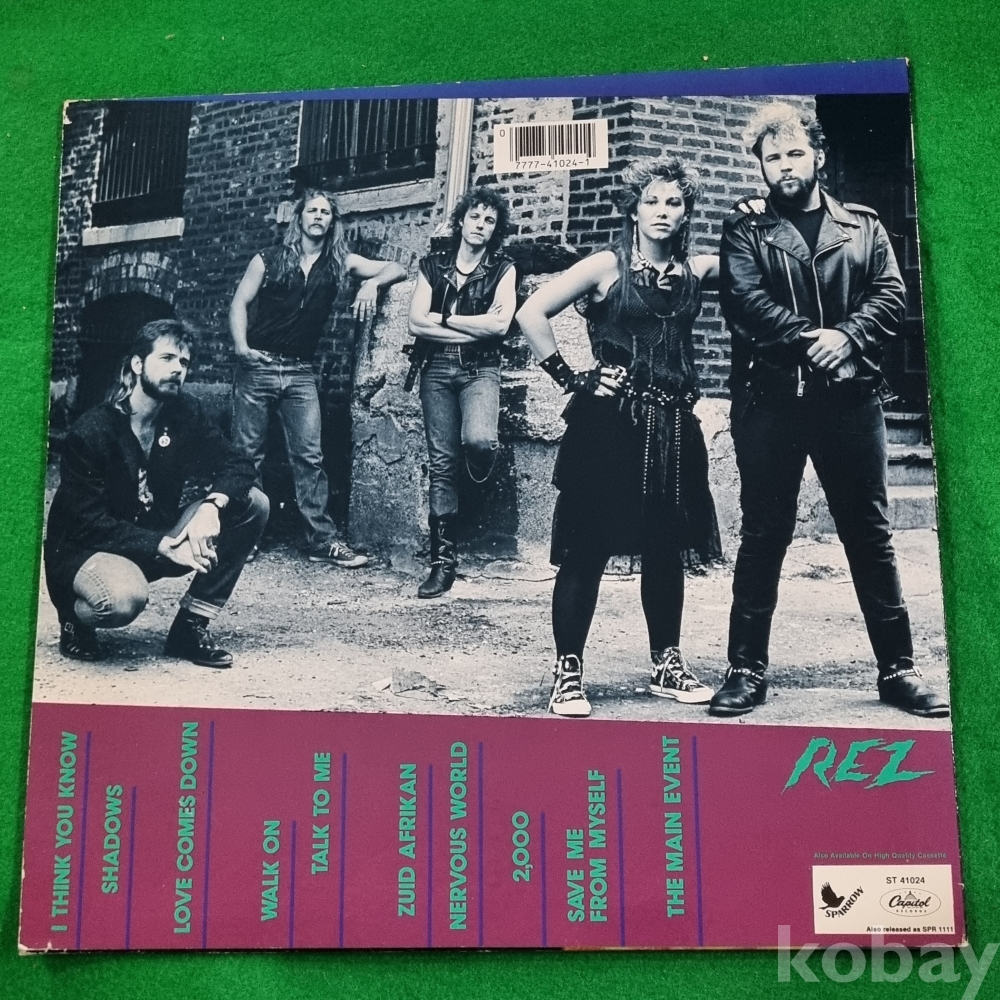 0
7777-41024-1
I THINK YOU KNOW
SHADOWS
LOVE COMES DOWN
WALK ON
TALK TO ME
ZUID AFRIKAN
NERVOUS WORLD
2,000
SAVE ME
FROM MYSELF
THE MAIN EVENT
REZ
Also Available On High Quality Cassette
SPARROW
ST 41024
Capitol
RECORDS
Also released as SPR 1111
kobay